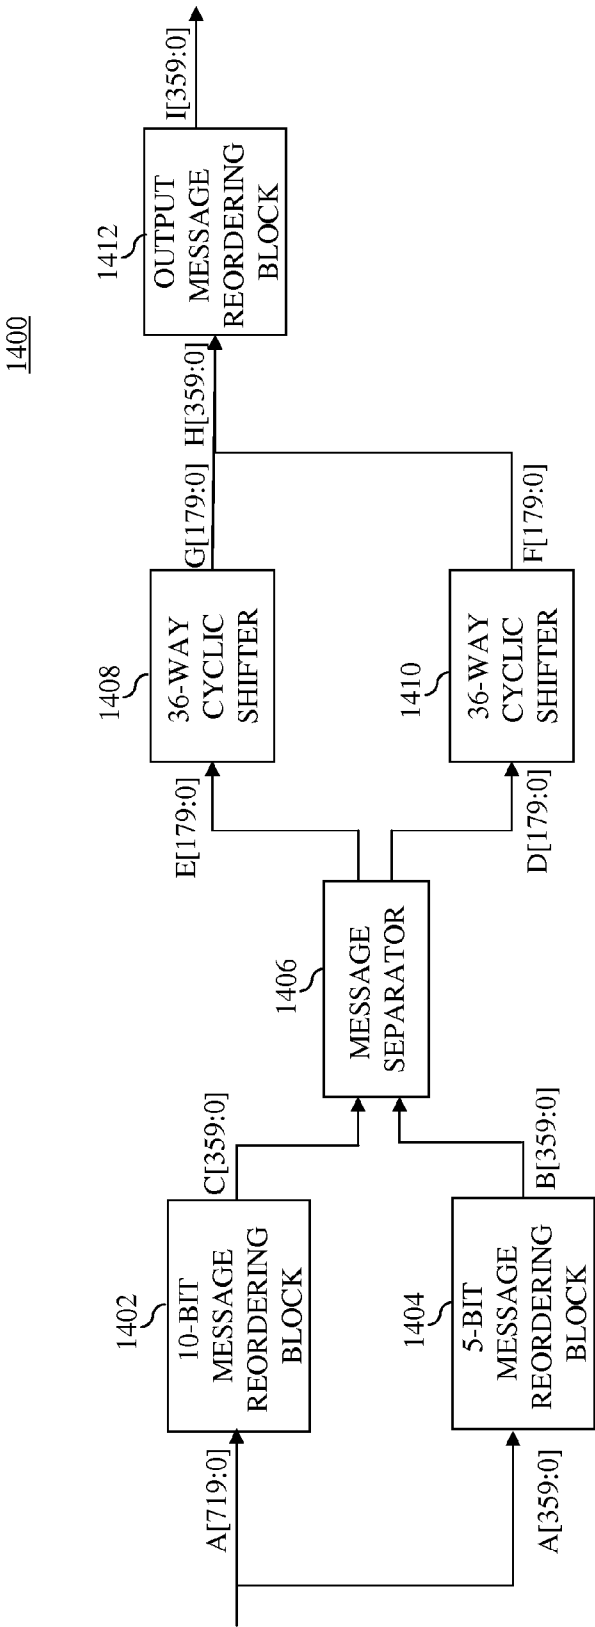 1400
A[719:0]
A[359:0]
1402
10-BIT
MESSAGE
REORDERING
BLOCK
1404
5-BIT
MESSAGE
REORDERING
BLOCK
C[359:0]
B[359:0]
1406
MESSAGE
SEPARATOR
E[179:0]
D[179:0]
1408
36-WAY
CYCLIC
SHIFTER
1410
36-WAY
CYCLIC
SHIFTER
G[179:0]
F[179:0]
H[359:0]
1412
OUTPUT
MESSAGE
REORDERING
BLOCK
I[359:0]